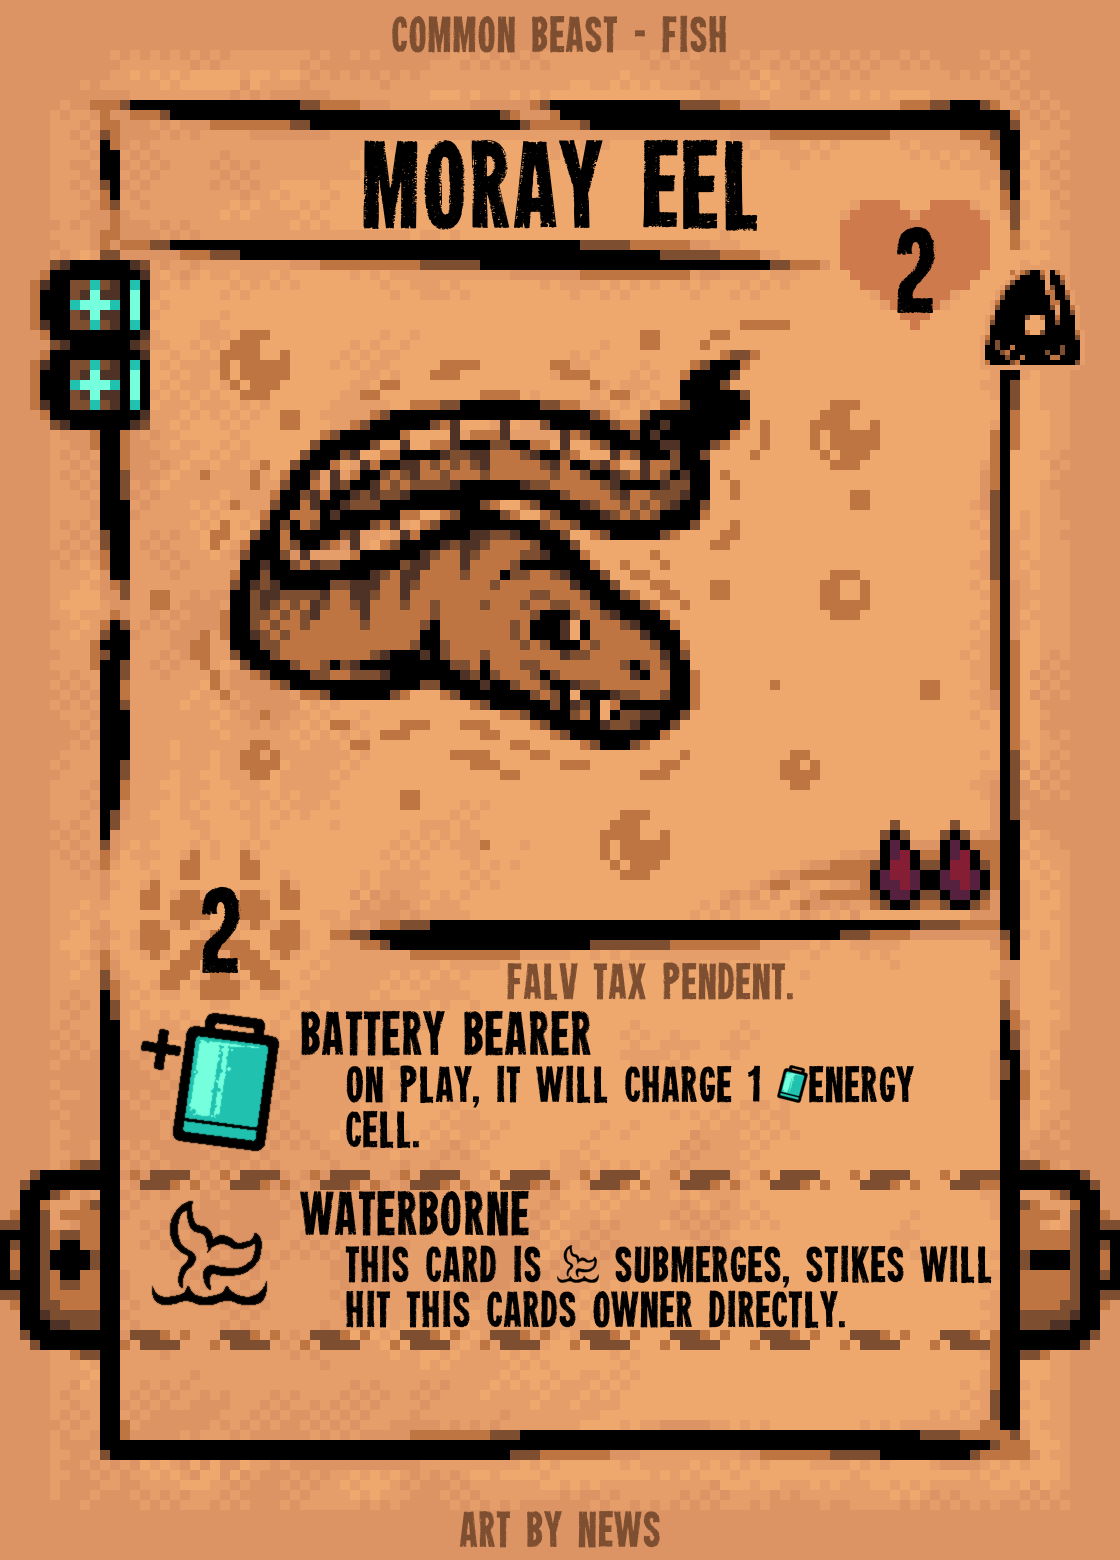 COMMON BEAST - FISH
MORAY EEL
2
2
FALV TAX PENDENT.
BATTERY BEARER
ON PLAY, IT WILL CHARGE 1 ENERGY
CELL.
WATERBORNE
THIS CARD IS SUBMERGES, STIKES WILL
HIT THIS CARDS OWNER DIRECTLY.
ART BY NEWS